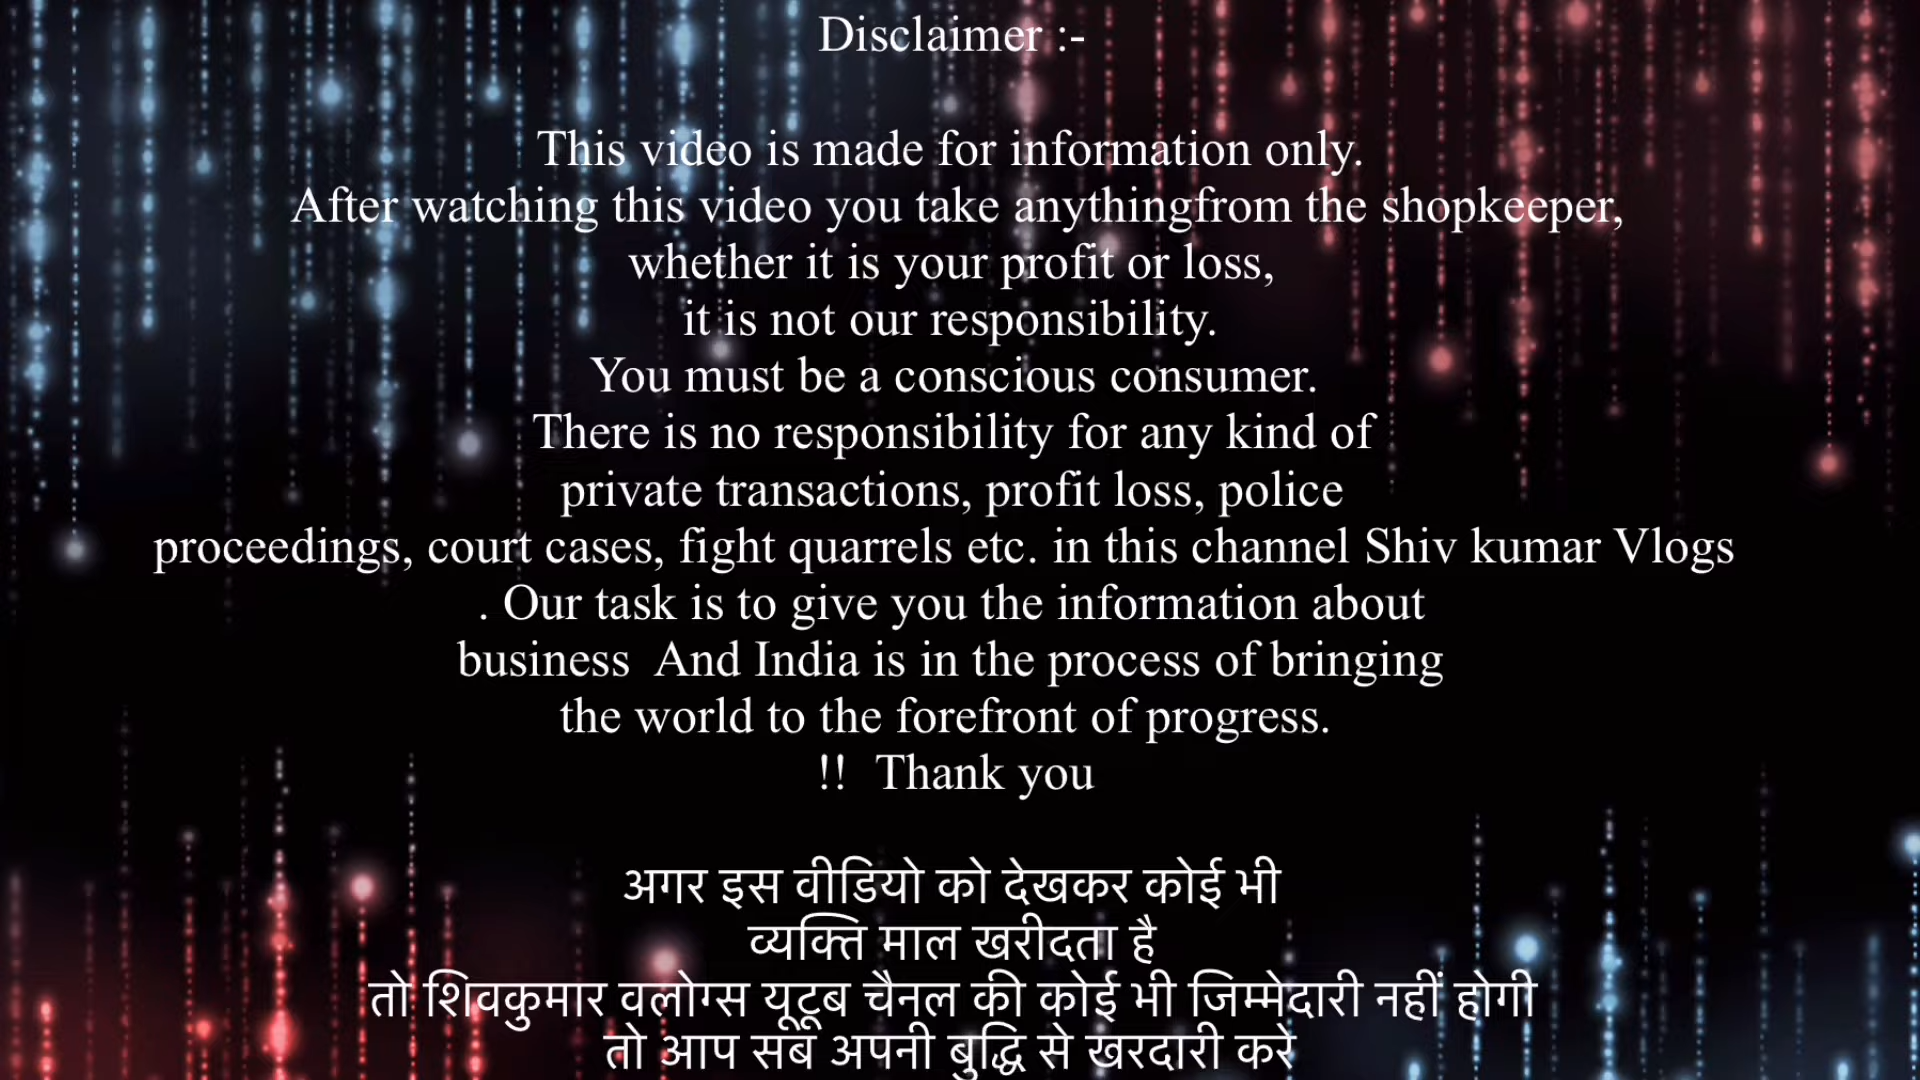 Disclaimer :-
This video is made for information only.
After watching this video you take anythingfrom the shopkeeper,
whether it is your profit or loss,
it is not our responsibility.
You must be a conscious consumer.
There is no responsibility for any kind of
private transactions, profit loss, police
proceedings, court cases, fight quarrels etc. in this channel Shiv kumar Vlogs
. Our task is to give you the information about
business  And India is in the process of bringing
the world to the forefront of progress.
!!  Thank you
अगर इस वीडियो को देखकर कोई भी
व्यक्ति माल खरीदता है
तो शिवकुमार वलोग्स यूटूब चैनल की कोई भी जिम्मेदारी नहीं होगी
तो आप सब अपनी बुद्धि से खरदारी करे